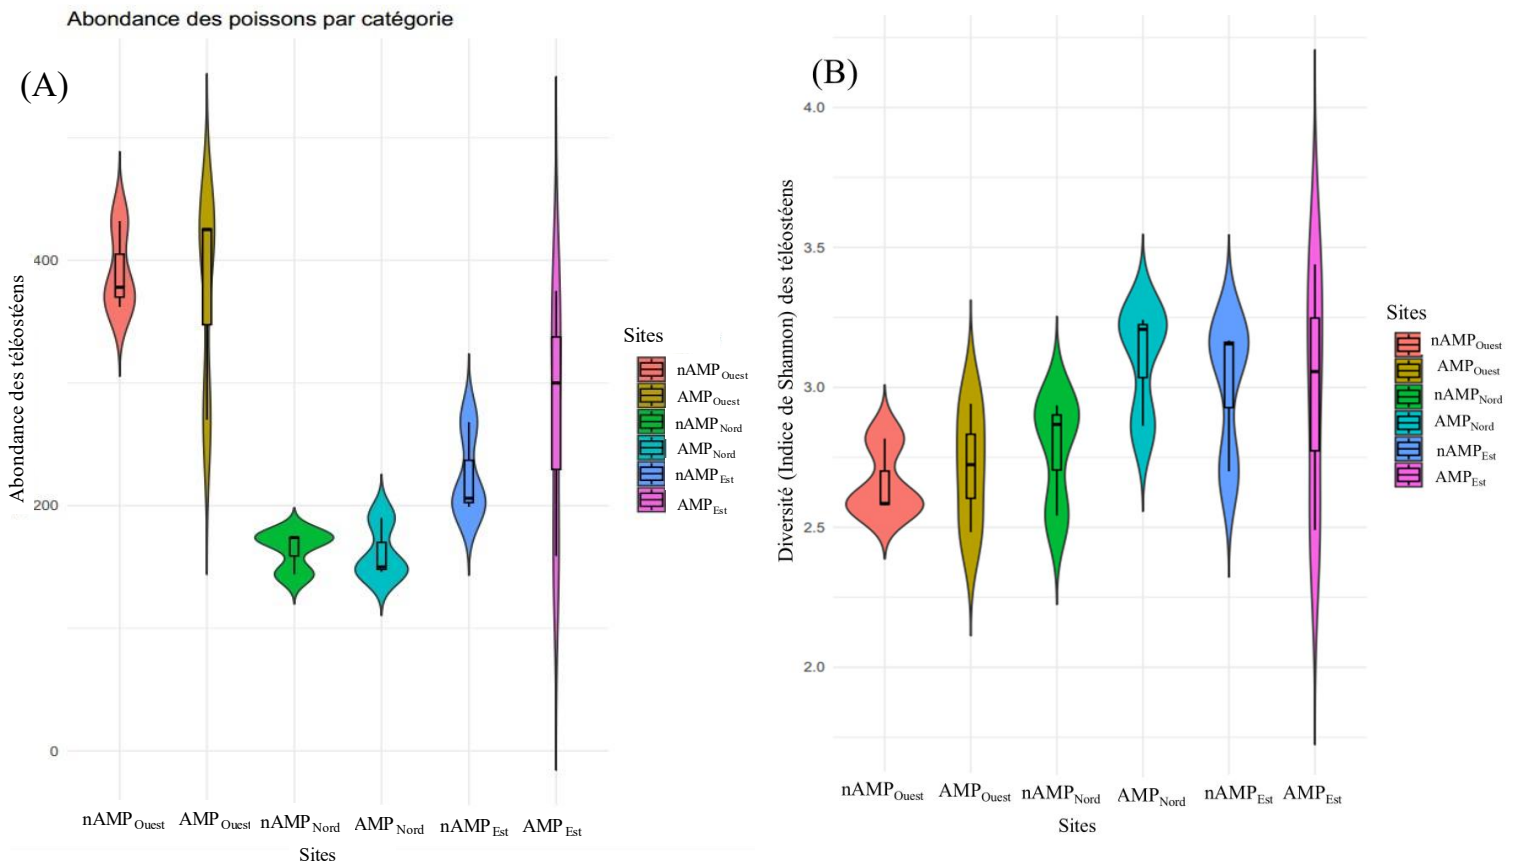 Abondance des poissons par catégorie
(A)
Abondance des téléostéens
400
200
0
nAMPOuest
AMPOuest
nAMPNord
AMPNord
nAMPEst
AMPEst
Sites
Sites
nAMPOuest
AMPOuest
nAMPNord
AMPNord
nAMPEst
AMPEst
(B)
Diversité (Indice de Shannon) des téléostéens
4.0
3.5
3.0
2.5
2.0
nAMPOuest
AMPOuest
nAMPNord
AMPNord
nAMPEst
AMPEst
Sites
Sites
nAMPOuest
AMPOuest
nAMPNord
AMPNord
nAMPEst
AMPEst